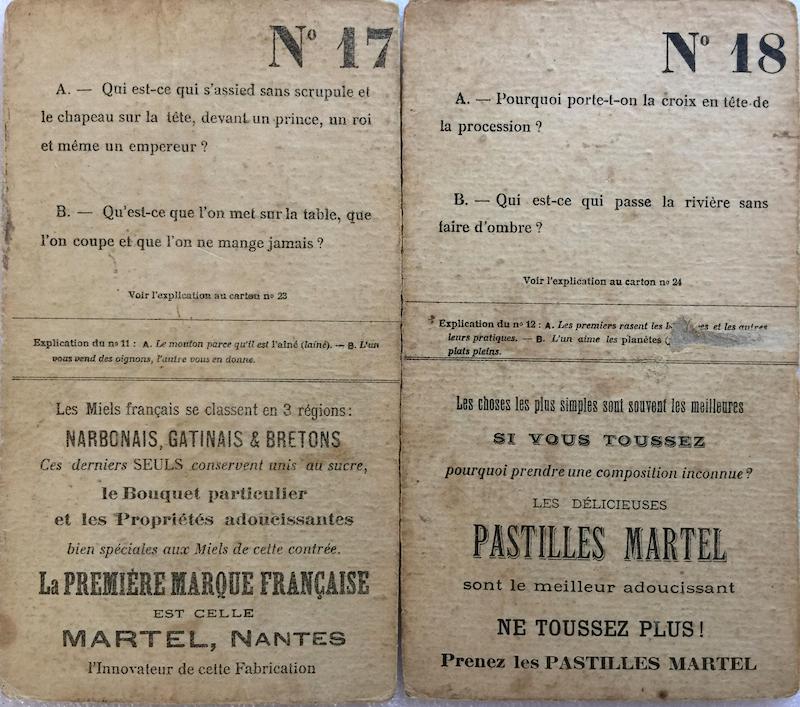 Nº 17
A. — Qui est-ce qui s'assied sans scrupule et
le chapeau sur la tête, devant un prince, un roi
et même un empereur ?
B. — Qu'est-ce que l'on met sur la table, que
l'on coupe et que l'on ne mange jamais ?
Voir l'explication au carton nº 23
Explication du nº 11 : A. Le mouton parce qu'il est l'aîné (lainé). — B. L'un
vous vend des oignons, l'autre vous en donne.
Les Miels français se classent en 3 régions :
NARBONAIS, GATINAIS & BRETONS
Ces derniers SEULS conservent unis au sucre,
le Bouquet particulier
et les Propriétés adoucissantes
bien spéciales aux Miels de cette contrée.
La PREMIÈRE MARQUE FRANÇAISE
EST CELLE
MARTEL, NANTES
l'Innovateur de cette Fabrication
Nº 18
A. — Pourquoi porte-t-on la croix en tête de
la procession ?
B. — Qui est-ce qui passe la rivière sans
faire d'ombre ?
Voir l'explication au carton nº 24
Explication du nº 12 : A. Les premiers rasent les et les autres
leurs pratiques. — B. L'un aime les planètes
plats pleins.
Les choses les plus simples sont souvent les meilleures
SI VOUS TOUSSEZ
pourquoi prendre une composition inconnue ?
LES DÉLICIEUSES
PASTILLES MARTEL
sont le meilleur adoucissant
NE TOUSSEZ PLUS !
Prenez les PASTILLES MARTEL